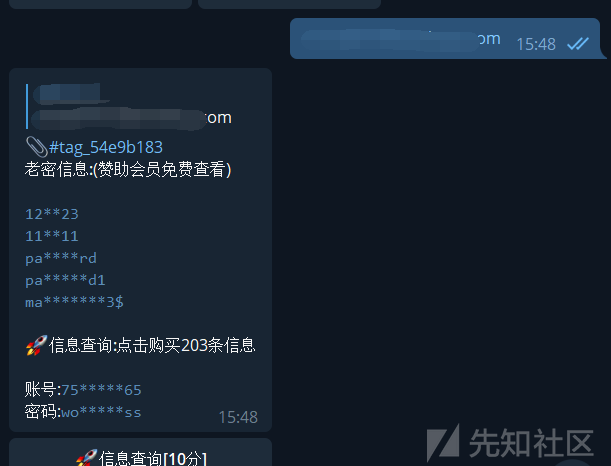 om
15:48
om
📎#tag_54e9b183
老密信息:(赞助会员免费查看)
12**23
11**11
pa****rd
pa*****d1
ma*******3$
🚀信息查询:点击购买203条信息
账号:75*****65
密码:wo*****ss
15:48
🚀信息查询[10分]
先知社区